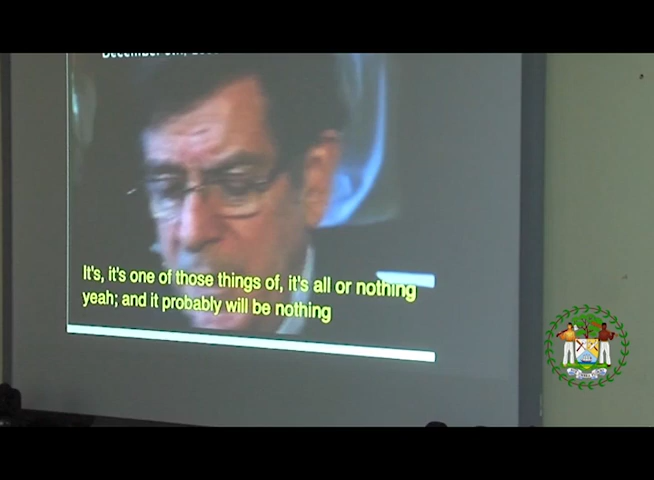 It's, it's one of those things of, it's all or nothing
yeah; and it probably will be nothing